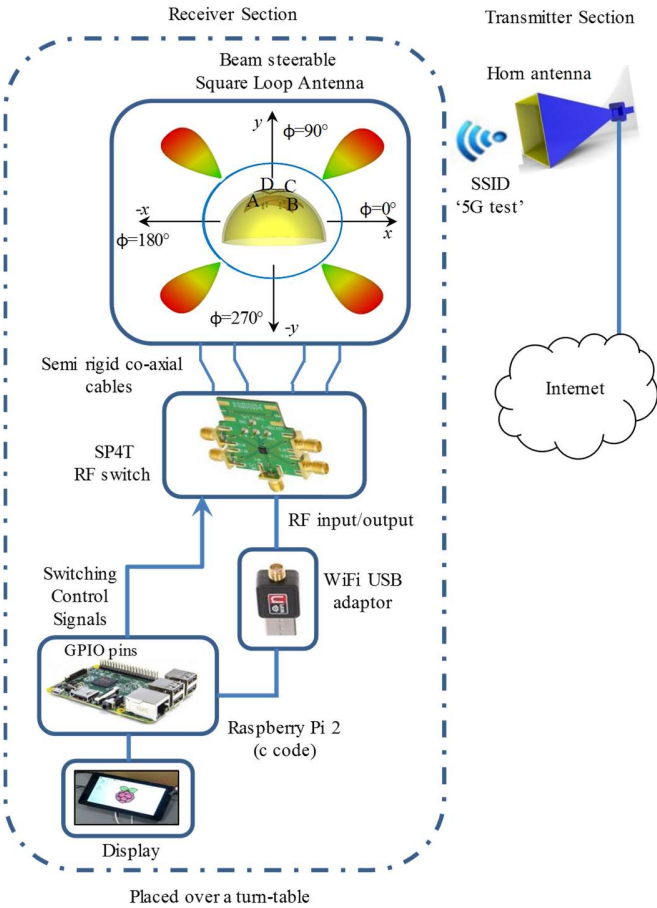 Receiver Section
Transmitter Section
Beam steerable
Square Loop Antenna
Horn antenna
y
ϕ=90°
D
C
A
B
-x
ϕ=0°
x
ϕ=180°
ϕ=270°
-y
SSID
‘5G test’
Internet
Semi rigid co-axial
cables
SP4T
RF switch
RF input/output
Switching
Control
Signals
WiFi USB
adaptor
GPIO pins
Raspberry Pi 2
(c code)
Display
Placed over a turn-table